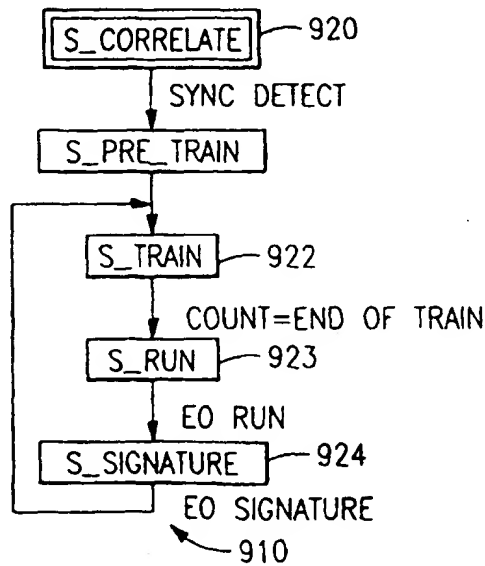 S_CORRELATE 920
SYNC DETECT
S_PRE_TRAIN
S_TRAIN 922
COUNT=END OF TRAIN
S_RUN 923
EO RUN
S_SIGNATURE 924
EO SIGNATURE
910